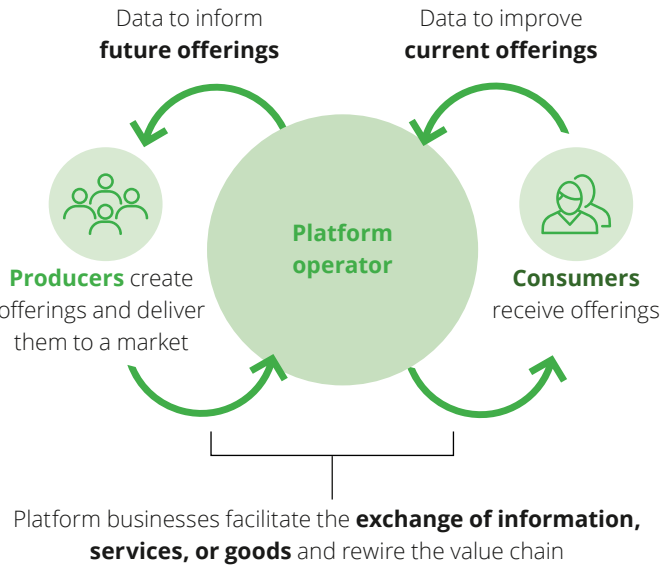 Data to inform
future offerings
Data to improve
current offerings
Platform
operator
Producers create
offerings and deliver
them to a market
Consumers
receive offerings
Platform businesses facilitate the exchange of information,
services, or goods and rewire the value chain